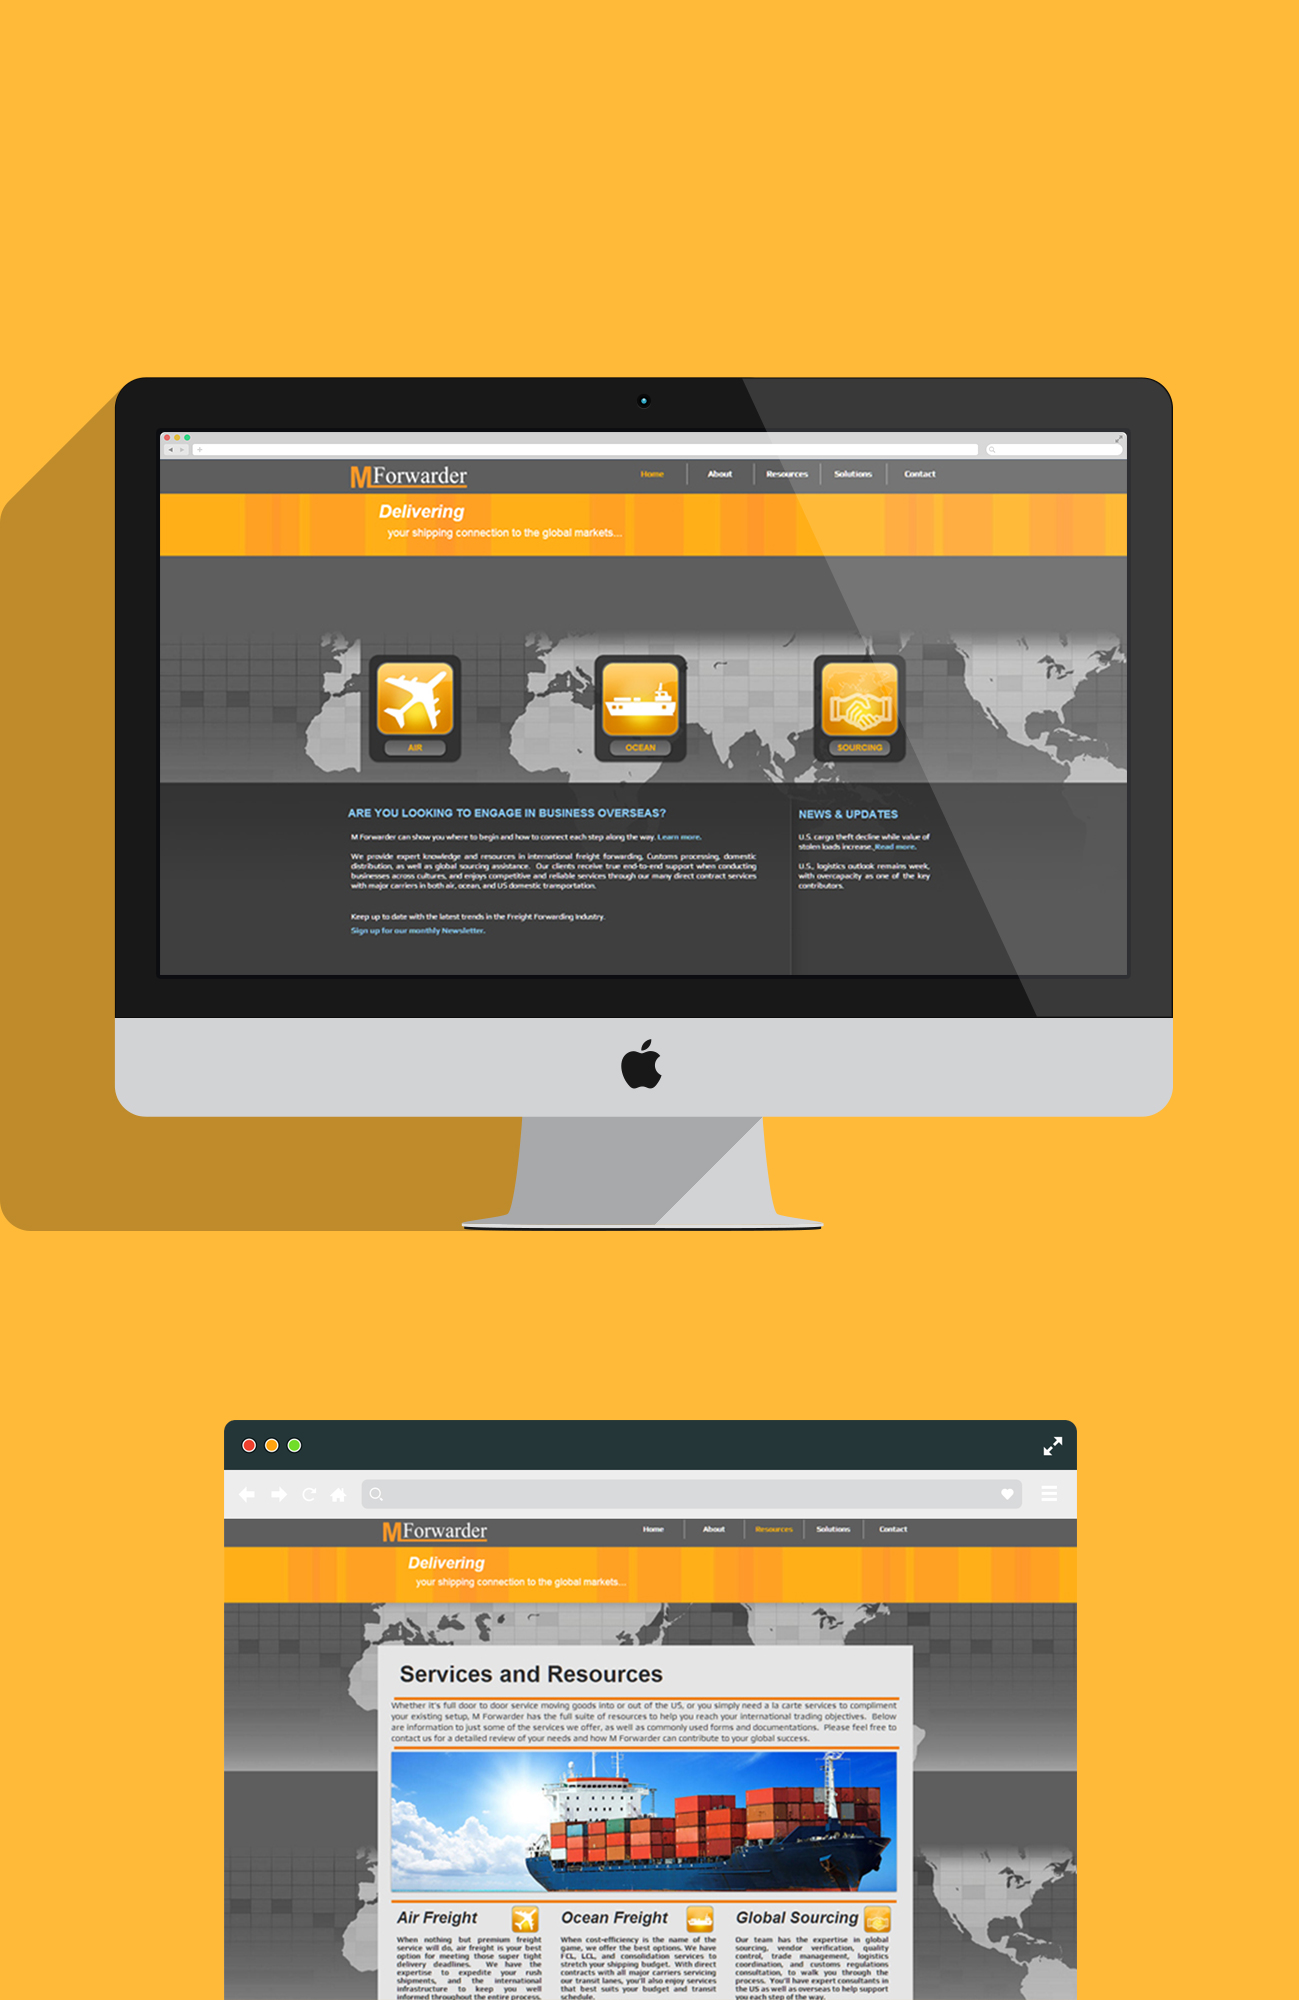 MForwarder
Home
About
Resources
Solutions
Contact
Delivering
your shipping connection to the global markets...
AIR
OCEAN
SOURCING
ARE YOU LOOKING TO ENGAGE IN BUSINESS OVERSEAS?
M Forwarder can show you where to begin and how to connect each step along the way. Learn more.
We provide expert knowledge and resources in international freight forwarding, Customs processing, domestic
distribution, as well as global sourcing assistance. Our clients receive true end-to-end support when conducting
businesses across cultures, and enjoys competitive and reliable services through our many direct contract services
with major carriers in both air, ocean, and US domestic transportation.
Keep up to date with the latest trends in the Freight Forwarding Industry.
Sign up for our monthly Newsletter.
NEWS & UPDATES
U.S. cargo theft decline while value of
stolen loads increase. Read more.
U.S., logistics outlook remains week,
with overcapacity as one of the key
contributors.
MForwarder
Home
About
Resources
Solutions
Contact
Delivering
your shipping connection to the global markets...
Services and Resources
Whether it's full door to door service moving goods into or out of the US, or you simply need a la carte services to compliment
your existing setup, M Forwarder has the full suite of resources to help you reach your international trading objectives. Below
are information to just some of the services we offer, as well as commonly used forms and documentations. Please feel free to
contact us for a detailed review of your needs and how M Forwarder can contribute to your global success.
Air Freight
When nothing but premium freight
service will do, air freight is your best
option for meeting those super tight
delivery deadlines. We have the
expertise to expedite your rush
shipments, and the international
infrastructure to keep you well
informed throughout the entire process.
Ocean Freight
When cost-efficiency is the name of the
game, we offer the best options. We have
FCL, LCL, and consolidation services to
stretch your shipping budget. With direct
contracts with all major carriers servicing
our transit lanes, you'll also enjoy services
that best suits your budget and transit
schedule.
Global Sourcing
Our team has the expertise in global
sourcing, vendor verification, quality
control, trade management, logistics
coordination, and customs regulations
consultation, to walk you through the
process. You'll have expert consultants in
the US as well as overseas to help support
you each step of the way.